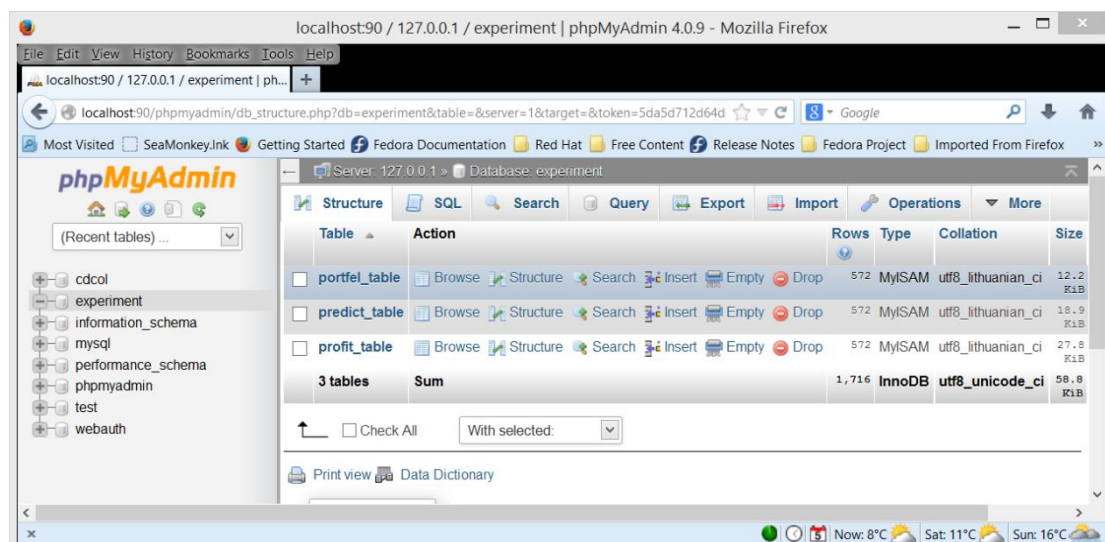 localhost:90 / 127.0.0.1 / experiment | phpMyAdmin 4.0.9 - Mozilla Firefox
File Edit View History Bookmarks Tools Help
localhost:90 / 127.0.0.1 / experiment | ph... +
localhost:90/phpmyadmin/db_structure.php?db=experiment&table=&server=1&target=&token=5da5d712d64d 8 Google
Most Visited SeaMonkey.lnk Getting Started Fedora Documentation Red Hat Free Content Release Notes Fedora Project Imported From Firefox »
phpMyAdmin
(Recent tables) ...
cdcol
experiment
information_schema
mysql
performance_schema
phpmyadmin
test
webauth
Server: 127.0.0.1 » Database: experiment
Structure SQL Search Query Export Import Operations More
Table Action Rows Type Collation Size
portfel_table Browse Structure Search Insert Empty Drop 572 MyISAM utf8_lithuanian_ci 12.2 KiB
predict_table Browse Structure Search Insert Empty Drop 572 MyISAM utf8_lithuanian_ci 18.9 KiB
profit_table Browse Structure Search Insert Empty Drop 572 MyISAM utf8_lithuanian_ci 27.8 KiB
3 tables Sum 1,716 InnoDB utf8_unicode_ci 58.8 KiB
Check All With selected:
Print view Data Dictionary
× 5 Now: 8°C Sat: 11°C Sun: 16°C